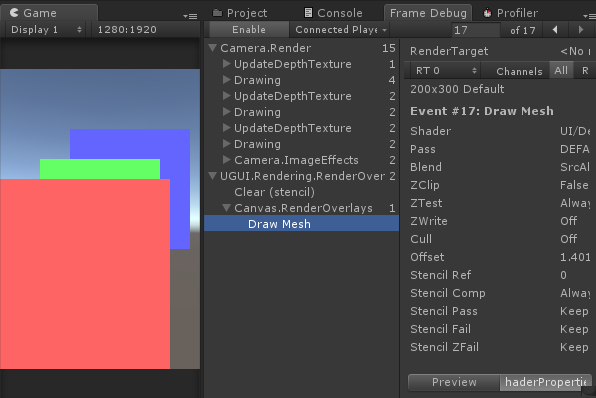 Game
Display 1 1280:1920
Project Console Frame Debug Profiler
Enable Connected Playe
17 of 17
Camera.Render 15
UpdateDepthTexture 1
Drawing 4
UpdateDepthTexture 2
Drawing 2
UpdateDepthTexture 2
Drawing 2
Camera.ImageEffects 2
UGUI.Rendering.RenderOver 2
Clear (stencil)
Canvas.RenderOverlays 1
Draw Mesh
RenderTarget <No n
RT 0 Channels All R
200x300 Default
Event #17: Draw Mesh
Shader UI/De
Pass DEFA
Blend SrcAl
ZClip False
ZTest Alway
ZWrite Off
Cull Off
Offset 1.401
Stencil Ref 0
Stencil Comp Alway
Stencil Pass Keep
Stencil Fail Keep
Stencil ZFail Keep
Preview haderPropertie